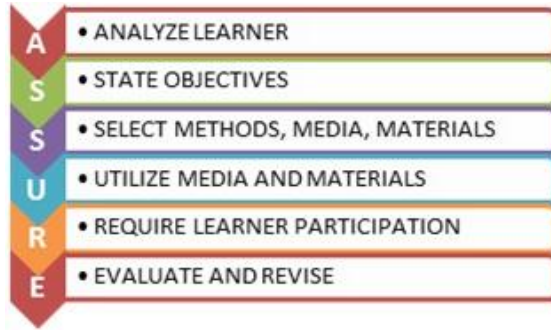 A • ANALYZE LEARNER
S • STATE OBJECTIVES
S • SELECT METHODS, MEDIA, MATERIALS
U • UTILIZE MEDIA AND MATERIALS
R • REQUIRE LEARNER PARTICIPATION
E • EVALUATE AND REVISE